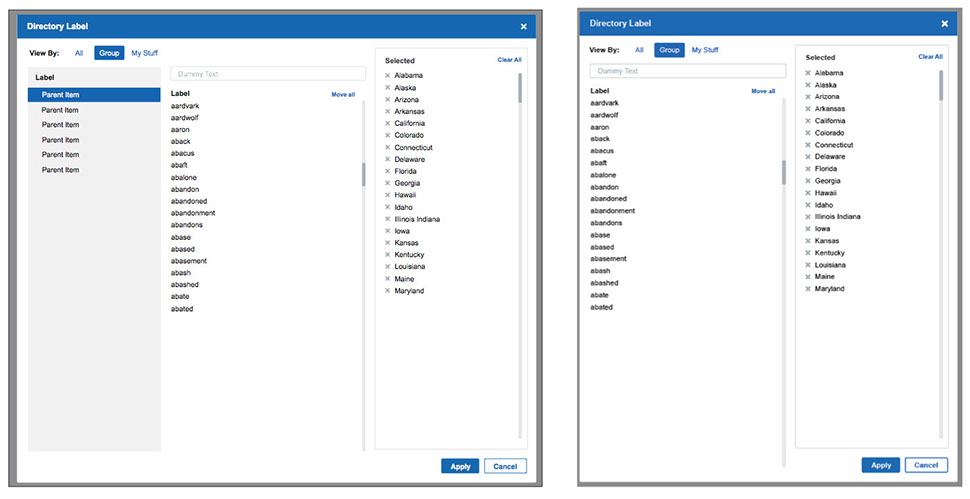 Directory Label
×
View By: All Group My Stuff
Label
Parent Item
Parent Item
Parent Item
Parent Item
Parent Item
Parent Item
Dummy Text
Label Move all
aardvark
aardwolf
aaron
aback
abacus
abaft
abalone
abandon
abandoned
abandonment
abandons
abase
abased
abasement
abash
abashed
abate
abated
Selected Clear All
× Alabama
× Alaska
× Arizona
× Arkansas
× California
× Colorado
× Connecticut
× Delaware
× Florida
× Georgia
× Hawaii
× Idaho
× Illinois Indiana
× Iowa
× Kansas
× Kentucky
× Louisiana
× Maine
× Maryland
Apply Cancel
Directory Label
×
View By: All Group My Stuff
Dummy Text
Label Move all
aardvark
aardwolf
aaron
aback
abacus
abaft
abalone
abandon
abandoned
abandonment
abandons
abase
abased
abasement
abash
abashed
abate
abated
Selected Clear All
× Alabama
× Alaska
× Arizona
× Arkansas
× California
× Colorado
× Connecticut
× Delaware
× Florida
× Georgia
× Hawaii
× Idaho
× Illinois Indiana
× Iowa
× Kansas
× Kentucky
× Louisiana
× Maine
× Maryland
Apply Cancel